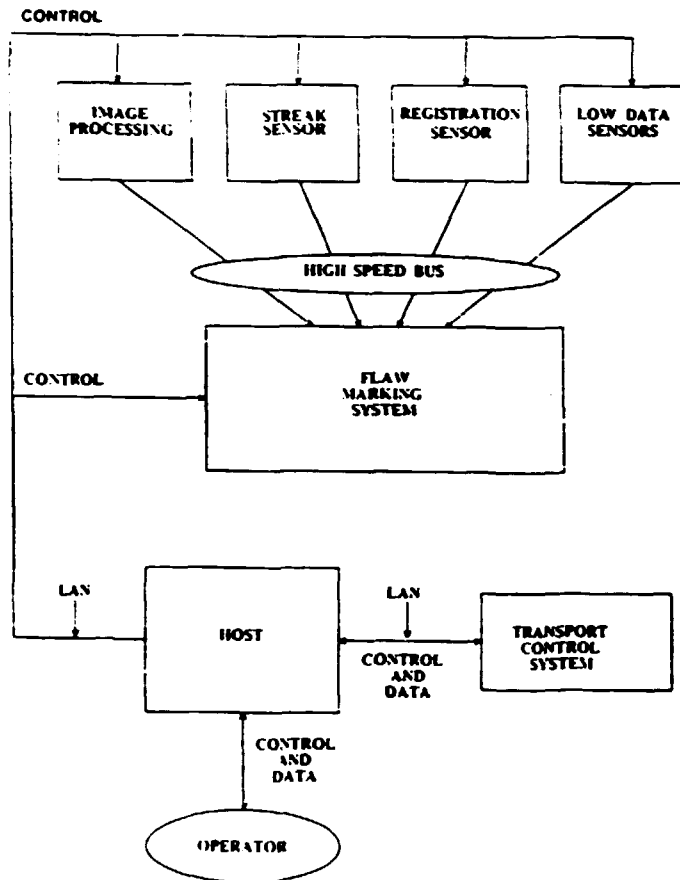 CONTROL
IMAGE
PROCESSING
STREAK
SENSOR
REGISTRATION
SENSOR
LOW DATA
SENSORS
HIGH SPEED BUS
CONTROL
FLAW
MARKING
SYSTEM
LAN
HOST
LAN
CONTROL
AND
DATA
TRANSPORT
CONTROL
SYSTEM
CONTROL
AND
DATA
OPERATOR